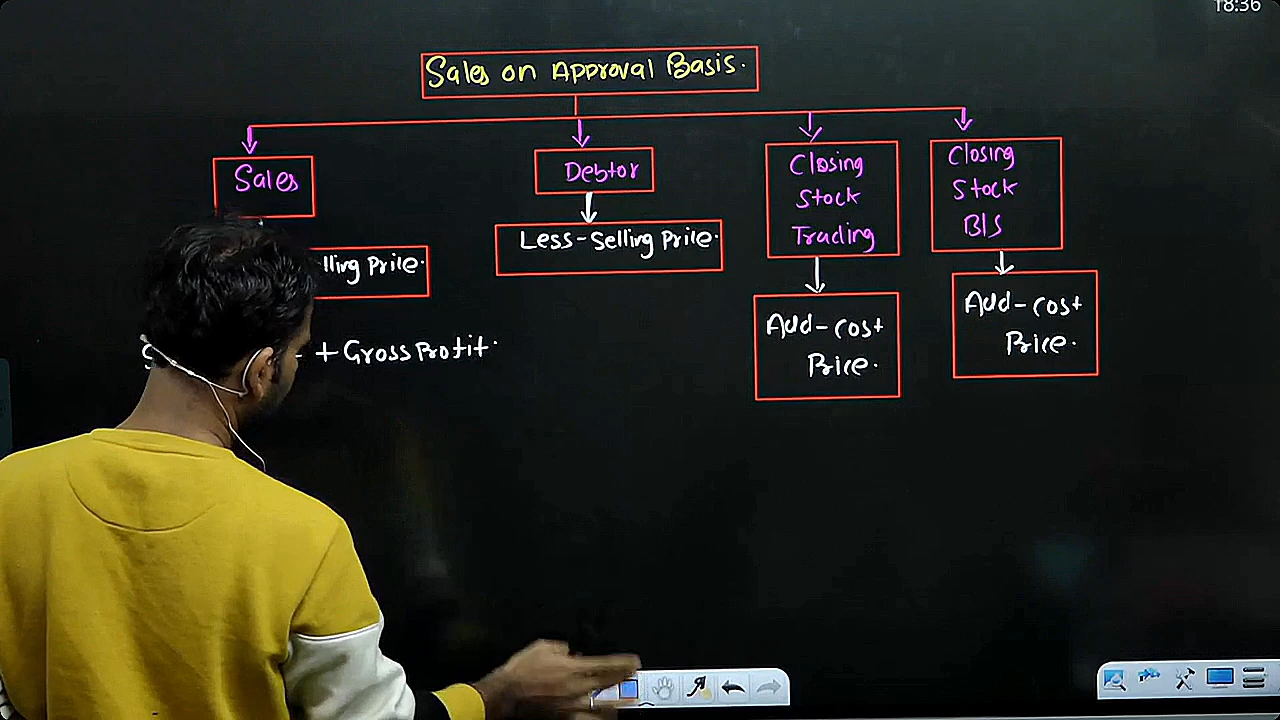 18:36
Sales on Approval Basis.
Sales
Debtor
Closing
Stock
Trading
Closing
Stock
B/S
Less-Selling Price.
lling Price.
Add-cost
Price.
Add-cost
Price.
+ Gross Profit.